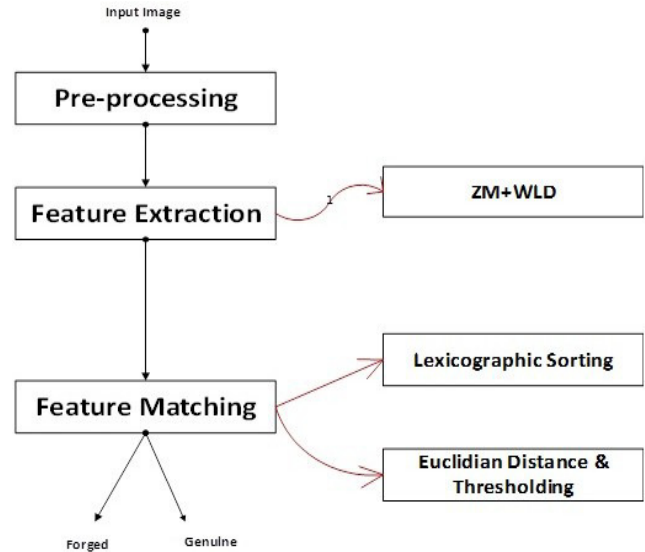 Input Image
Pre-processing
Feature Extraction
1
ZM+WLD
Lexicographic Sorting
Feature Matching
Euclidian Distance &
Thresholding
Forged
Genuine